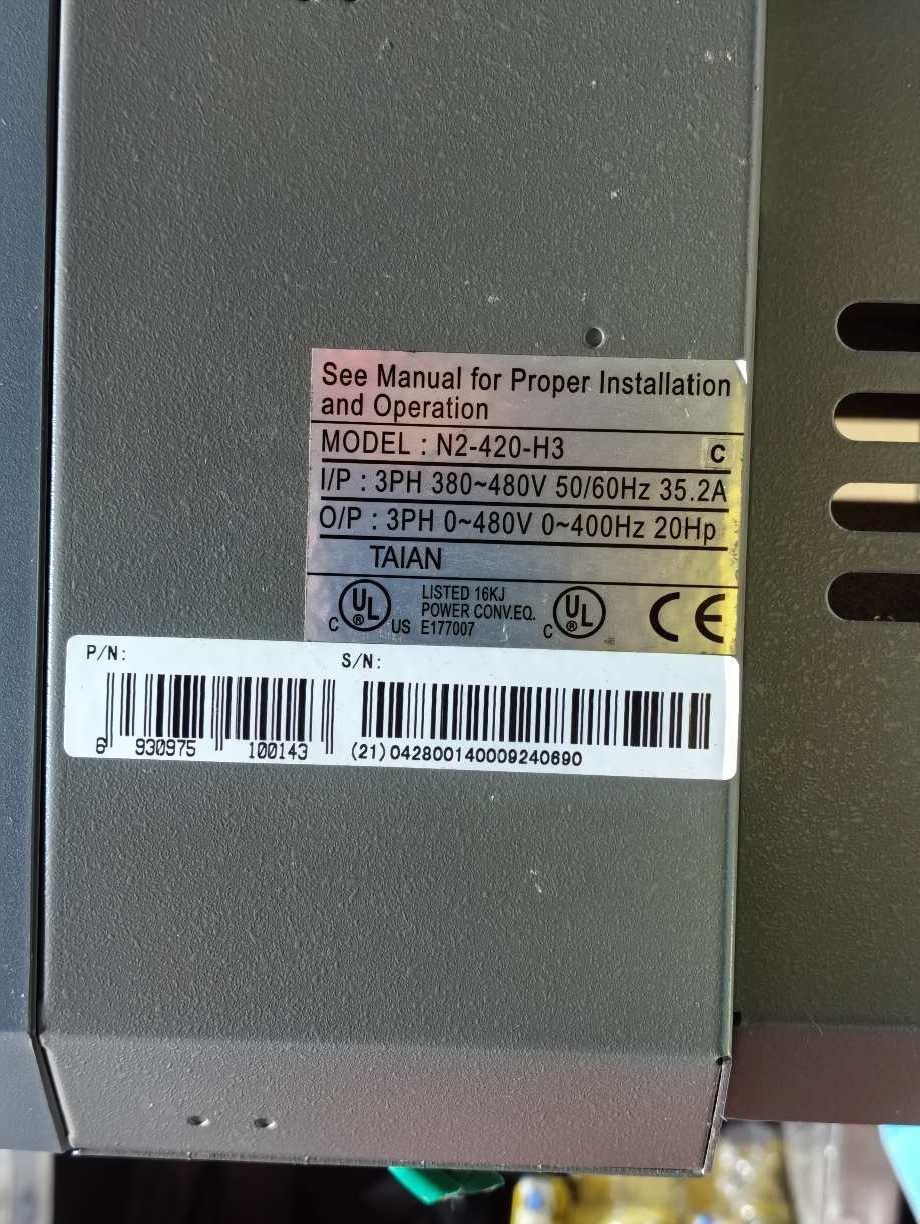 See Manual for Proper Installation
and Operation
MODEL : N2-420-H3 C
I/P : 3PH 380~480V 50/60Hz 35.2A
O/P : 3PH 0~480V 0~400Hz 20Hp
TAIAN
C UL ® US
LISTED 16KJ
POWER CONV.EQ.
E177007
C UL ®
CE
P/N: S/N:
6 930975 100143 (21)042800140009240690